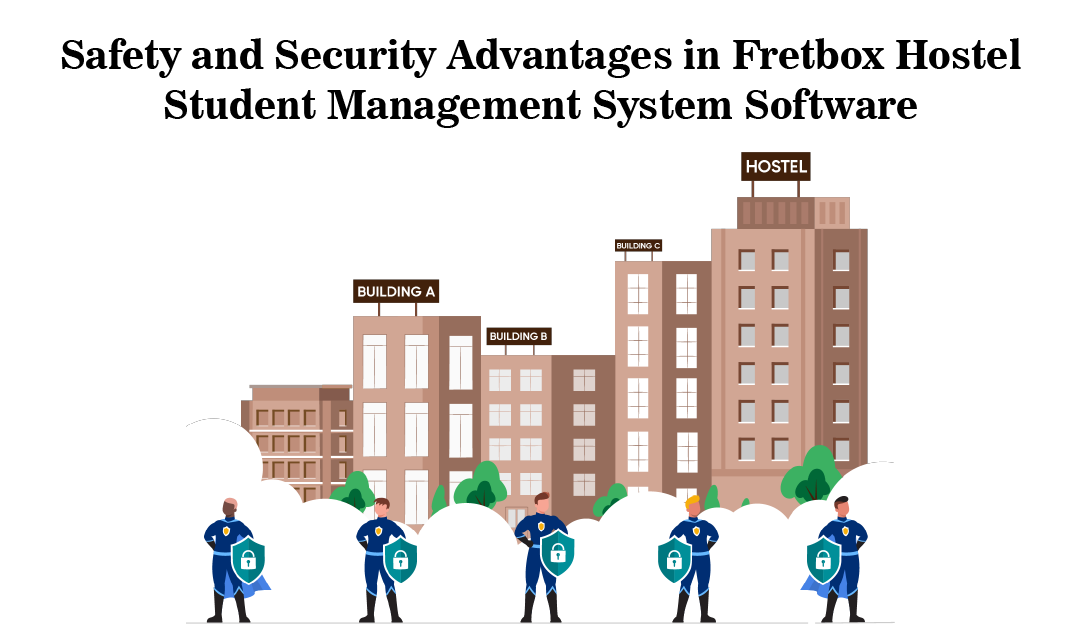 Safety and Security Advantages in Fretbox Hostel
Student Management System Software
HOSTEL
BUILDING C
BUILDING A
BUILDING B